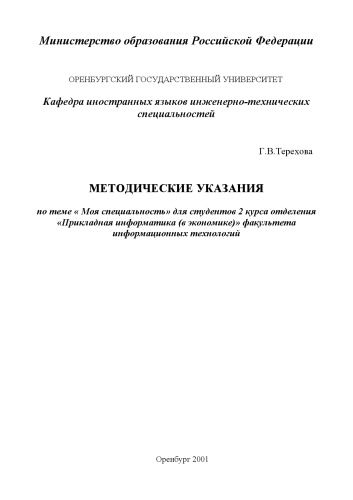 Министерство образования Российской Федерации
ОРЕНБУРГСКИЙ ГОСУДАРСТВЕННЫЙ УНИВЕРСИТЕТ
Кафедра иностранных языков инженерно-технических
специальностей
Г.В.Терехова
МЕТОДИЧЕСКИЕ УКАЗАНИЯ
по теме « Моя специальность» для студентов 2 курса отделения
«Прикладная информатика (в экономике)» факультета
информационных технологий
Оренбург 2001